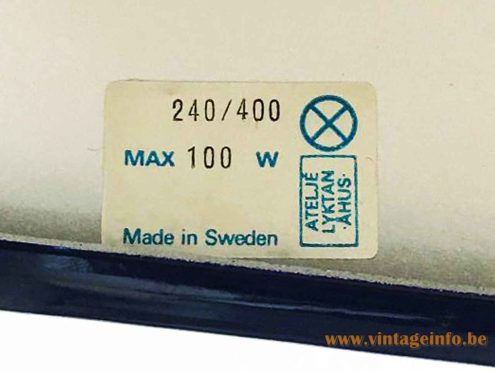 240/400
MAX 100 W
ATELJÉ
LYKTAN
·ÅHUS·
Made in Sweden
www.vintageinfo.be